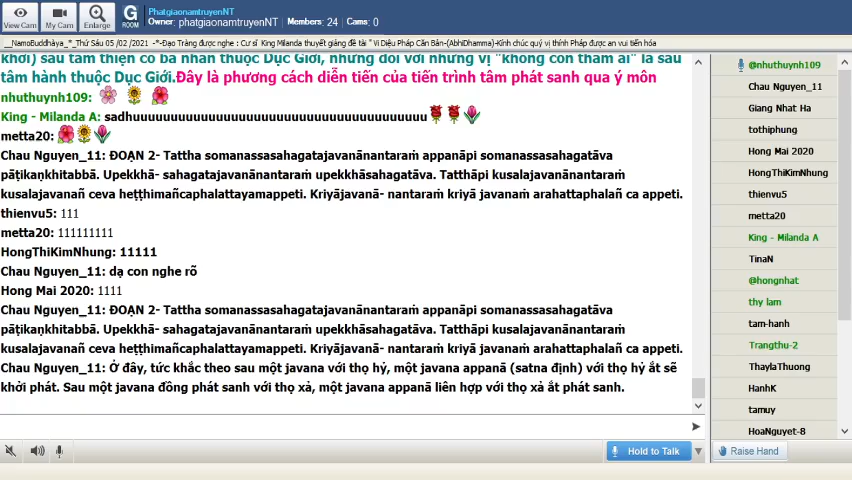 PhatgiaonamtruyenNT
Owner: phatgiaonamtruyenNT | Members: 24 | Cams: 0
View Cam
My Cam
Enlarge
G
ROOM
__NamoBuddhàya_*_Thứ Sáu 05 /02 /2021 -*-Đạo Tràng được nghe : Cư sĩ King Milanda thuyết giảng đề tài " Vi Diệu Pháp Căn Bản-(AbhiDhamma)-Kính chúc quý vị thính Pháp được an vui tiến hóa
khởi) sau tâm thiện có ba nhân thuộc Dục Giới, nhưng đối với những vị "không còn tham ái" là sau
tâm hành thuộc Dục Giới.Đây là phương cách diễn tiến của tiến trình tâm phát sanh qua ý môn
nhuthuynh109:
King - Milanda A: sadhuuuuuuuuuuuuuuuuuuuuuuuuuuuuuuuuuuuuuuu
metta20:
Chau Nguyen_11: ĐOẠN 2- Tattha somanassasahagatajavanānantaraṁ appanāpi somanassasahagatāva
pāṭikaṇkhitabbā. Upekkhā- sahagatajavanānantaraṁ upekkhāsahagatāva. Tatthāpi kusalajavanānantaraṁ
kusalajavanañ ceva heṭṭhimañcaphalattayamappeti. Kriyājavanā- nantaraṁ kriyā javanaṁ arahattaphalañ ca appeti.
thienvu5: 111
metta20: 111111111
HongThiKimNhung: 11111
Chau Nguyen_11: dạ con nghe rõ
Hong Mai 2020: 1111
Chau Nguyen_11: ĐOẠN 2- Tattha somanassasahagatajavanānantaraṁ appanāpi somanassasahagatāva
pāṭikaṇkhitabbā. Upekkhā- sahagatajavanānantaraṁ upekkhāsahagatāva. Tatthāpi kusalajavanānantaraṁ
kusalajavanañ ceva heṭṭhimañcaphalattayamappeti. Kriyājavanā- nantaraṁ kriyā javanaṁ arahattaphalañ ca appeti.
Chau Nguyen_11: Ở đây, tức khắc theo sau một javana với thọ hỷ, một javana appanā (satna định) với thọ hỷ ắt sẽ
khởi phát. Sau một javana đồng phát sanh với thọ xả, một javana appanā liên hợp với thọ xả ắt phát sanh.
@nhuthuynh109
Chau Nguyen_11
Giang Nhat Ha
tothiphung
Hong Mai 2020
HongThiKimNhung
thienvu5
metta20
King - Milanda A
TinaN
@hongnhat
thy lam
tam-hanh
Trangthu-2
ThaylaThuong
HanhK
tamuy
HoaNguyet-8
Hold to Talk
Raise Hand